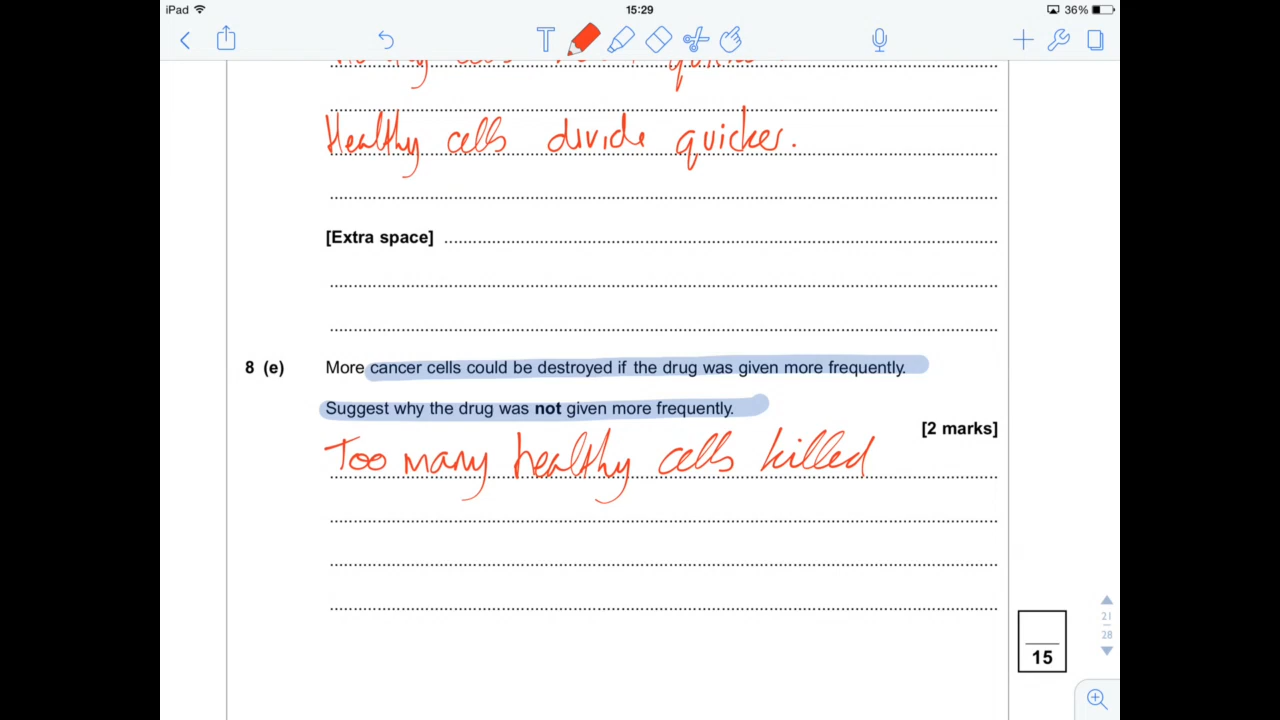 iPad
15:29
36%
T
Healthy cells divide quicker.
[Extra space]
8 (e) More cancer cells could be destroyed if the drug was given more frequently.
Suggest why the drug was not given more frequently.
[2 marks]
Too many healthy cells killed
21
28
15